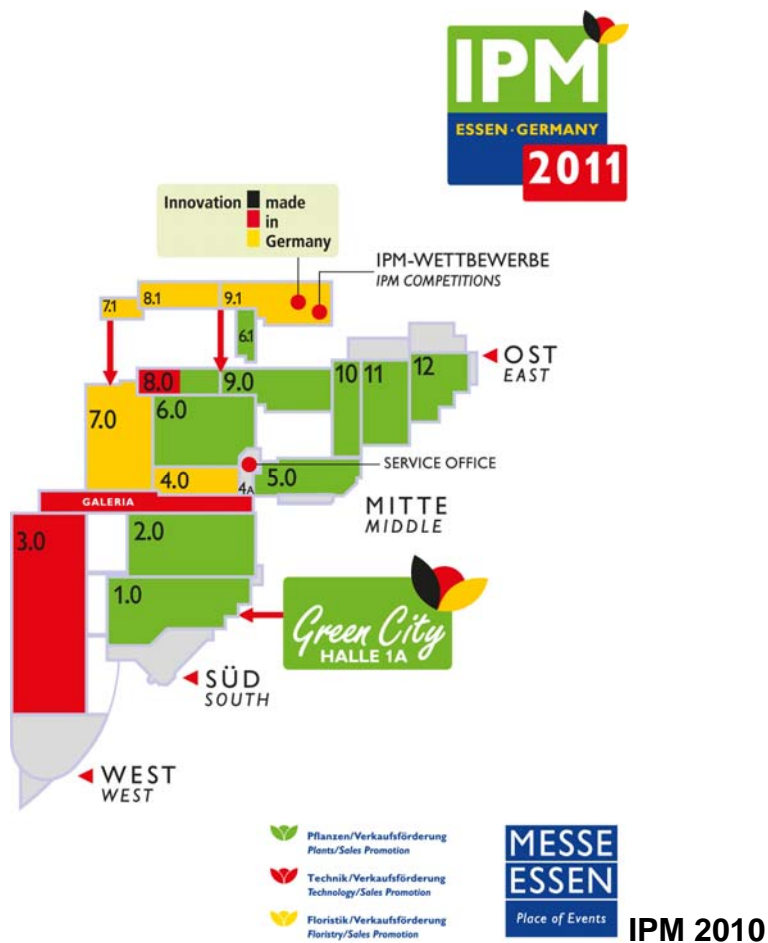 IPM
ESSEN·GERMANY
2011
Innovation made
in
Germany
IPM-WETTBEWERBE
IPM COMPETITIONS
7.1
8.1
9.1
6.1
8.0
9.0
10
11
12
OST
EAST
7.0
6.0
SERVICE OFFICE
4.0
4A
5.0
MITTE
MIDDLE
GALERIA
3.0
2.0
1.0
Green City
HALLE 1A
SÜD
SOUTH
WEST
WEST
Pflanzen/Verkaufsförderung
Plants/Sales Promotion
Technik/Verkaufsförderung
Technology/Sales Promotion
Floristik/Verkaufsförderung
Floristry/Sales Promotion
MESSE
ESSEN
Place of Events
IPM 2010